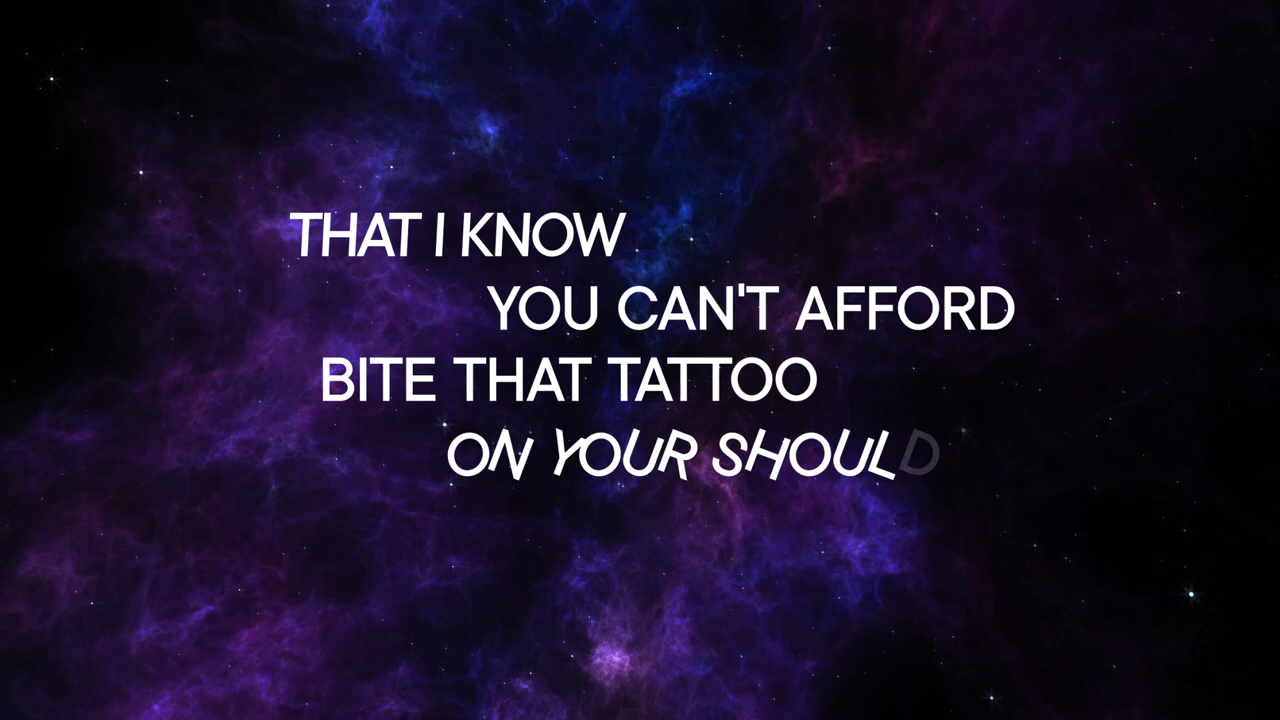 THAT I KNOW
YOU CAN'T AFFORD
BITE THAT TATTOO
ON YOUR SHOULD